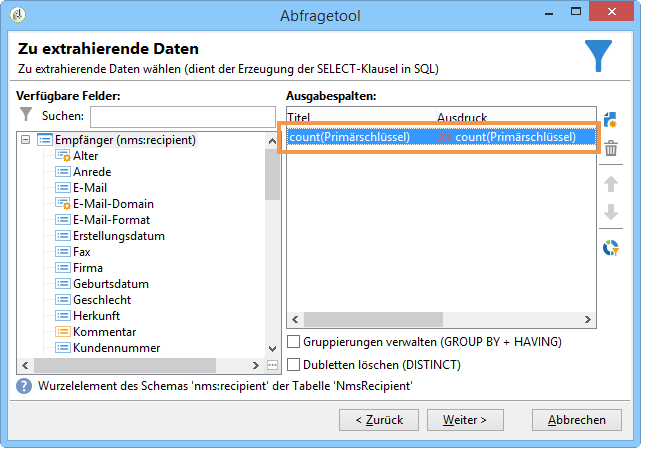 Abfragetool
Zu extrahierende Daten
Zu extrahierende Daten wählen (dient der Erzeugung der SELECT-Klausel in SQL)
Verfügbare Felder:
Suchen:
Empfänger (nms:recipient)
Alter
Anrede
E-Mail
E-Mail-Domain
E-Mail-Format
Erstellungsdatum
Fax
Firma
Geburtsdatum
Geschlecht
Herkunft
Kommentar
Kundennummer
Ausgabespalten:
Titel Ausdruck
count(Primärschlüssel) count(Primärschlüssel)
Gruppierungen verwalten (GROUP BY + HAVING)
Dubletten löschen (DISTINCT)
Wurzelelement des Schemas 'nms:recipient' der Tabelle 'NmsRecipient'
< Zurück Weiter > Abbrechen